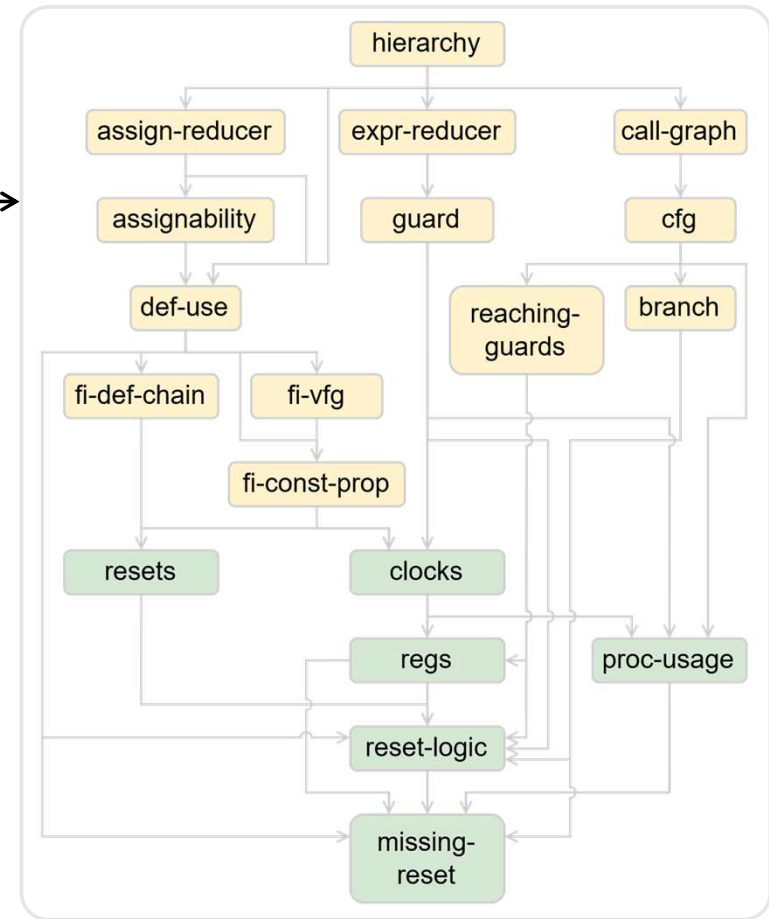 hierarchy
assign-reducer
expr-reducer
call-graph
assignability
guard
cfg
def-use
reaching-
guards
branch
fi-def-chain
fi-vfg
fi-const-prop
resets
clocks
regs
proc-usage
reset-logic
missing-
reset